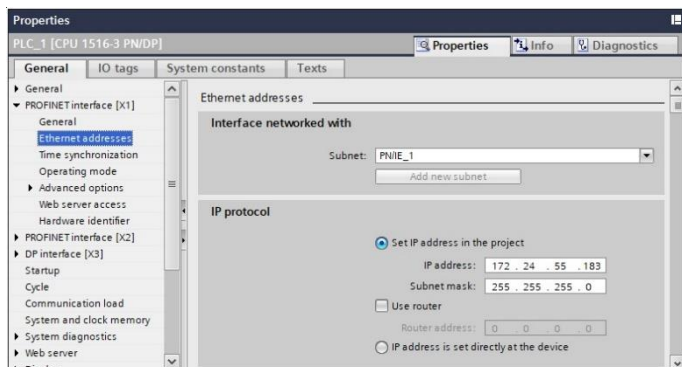 Properties
PLC_1 [CPU 1516-3 PN/DP]
Properties
Info
Diagnostics
General
IO tags
System constants
Texts
General
PROFINET interface [X1]
General
Ethernet addresses
Time synchronization
Operating mode
Advanced options
Web server access
Hardware identifier
PROFINET interface [X2]
DP interface [X3]
Startup
Cycle
Communication load
System and clock memory
System diagnostics
Web server
Ethernet addresses
Interface networked with
Subnet: PN/IE_1
Add new subnet
IP protocol
Set IP address in the project
IP address: 172 . 24 . 55 . 183
Subnet mask: 255 . 255 . 255 . 0
Use router
Router address: 0 . 0 . 0 . 0
IP address is set directly at the device